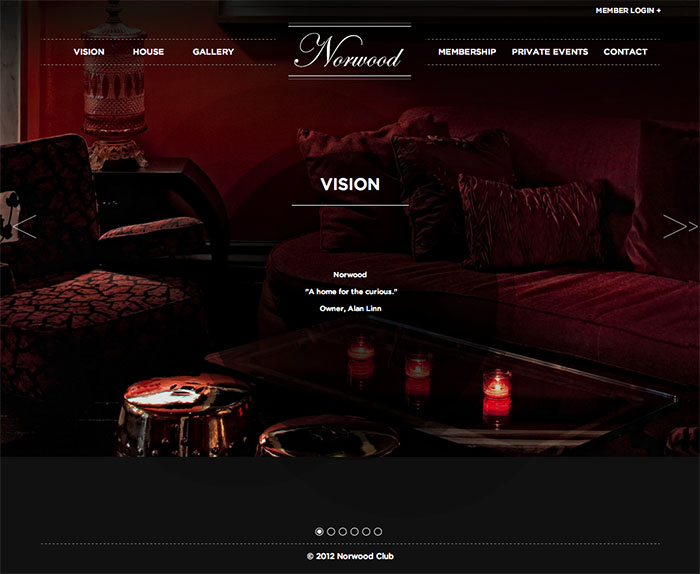 MEMBER LOGIN +
VISION HOUSE GALLERY Norwood MEMBERSHIP PRIVATE EVENTS CONTACT
VISION
Norwood
"A home for the curious."
Owner, Alan Linn
© 2012 Norwood Club